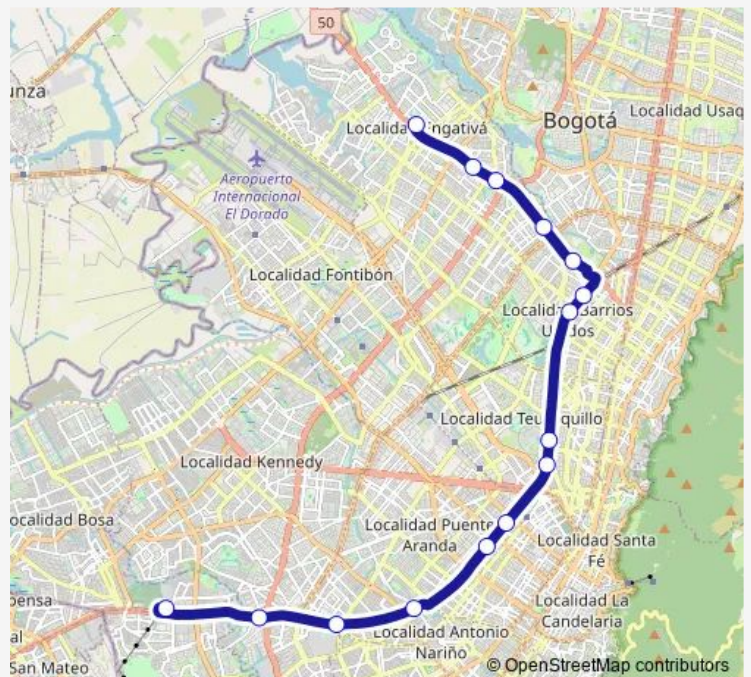 50
unza
Localida
ngativá
Bogotá
Localidad Usaq
Aeropuerto
Internacional
El Dorado
Localidad Fontibón
Localida
Barrios
U
dos
Localidad Teu
quillo
Localidad Kennedy
ocalidad Bosa
Localidad Puente
Aranda
Localidad Santa
Fé
pensa
Localidad La
Candelaria
al
Localidad Antonio
Nariño
San Mateo
© OpenStreetMap contributors